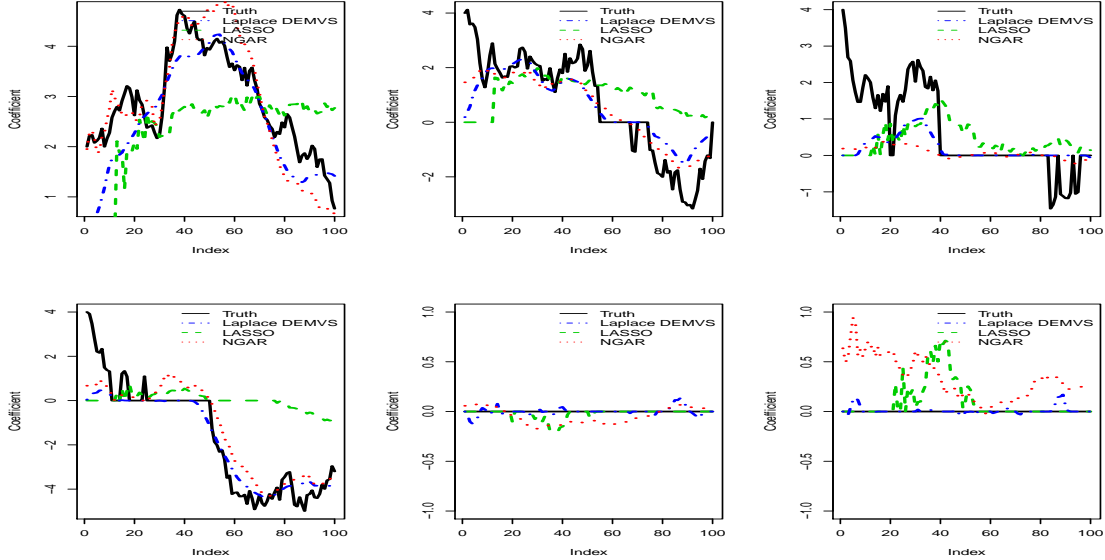 Truth
Laplace DEMVS
LASSO
NGAR
Coefficient
4
3
2
1
0 20 40 60 80 100
Index
Truth
Laplace DEMVS
LASSO
NGAR
Coefficient
4
2
0
-2
0 20 40 60 80 100
Index
Truth
Laplace DEMVS
LASSO
NGAR
Coefficient
4
3
2
1
0
-1
0 20 40 60 80 100
Index
Truth
Laplace DEMVS
LASSO
NGAR
Coefficient
4
2
0
-2
-4
0 20 40 60 80 100
Index
Truth
Laplace DEMVS
LASSO
NGAR
Coefficient
1.0
0.5
0.0
-0.5
-1.0
0 20 40 60 80 100
Index
Truth
Laplace DEMVS
LASSO
NGAR
Coefficient
1.0
0.5
0.0
-0.5
-1.0
0 20 40 60 80 100
Index